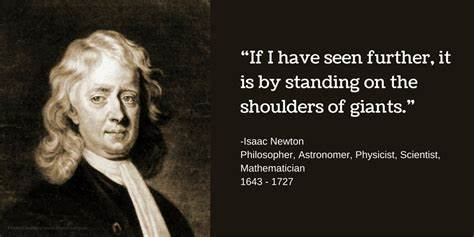 “If I have seen further, it
is by standing on the
shoulders of giants.”
-Isaac Newton
Philosopher, Astronomer, Physicist, Scientist,
Mathematician
1643 - 1727